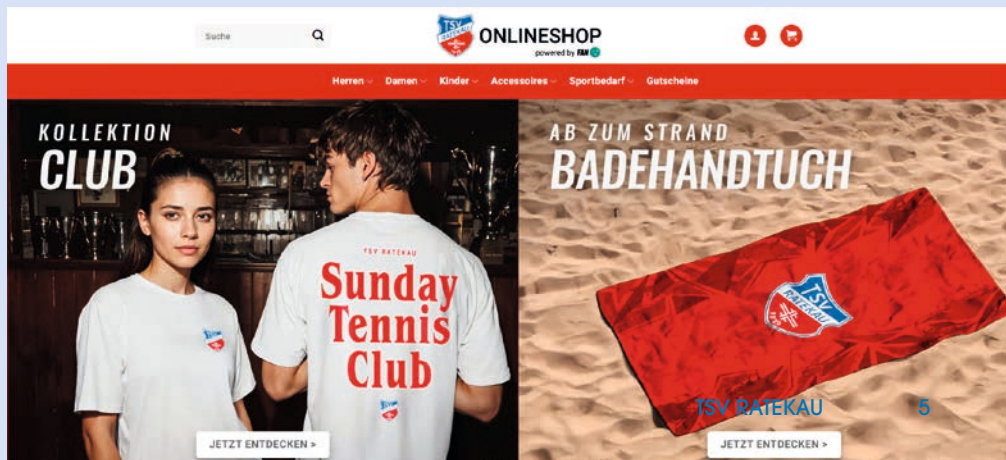 Suche
TSV
RATEKAU
ONLINESHOP
powered by FAN
Herren
Damen
Kinder
Accessoires
Sportbedarf
Gutscheine
KOLLEKTION
CLUB
TSV RATEKAU
Sunday
Tennis
Club
JETZT ENTDECKEN >
AB ZUM STRAND
BADEHANDTUCH
TSV
RATEKAU
TSV RATEKAU 5
JETZT ENTDECKEN >